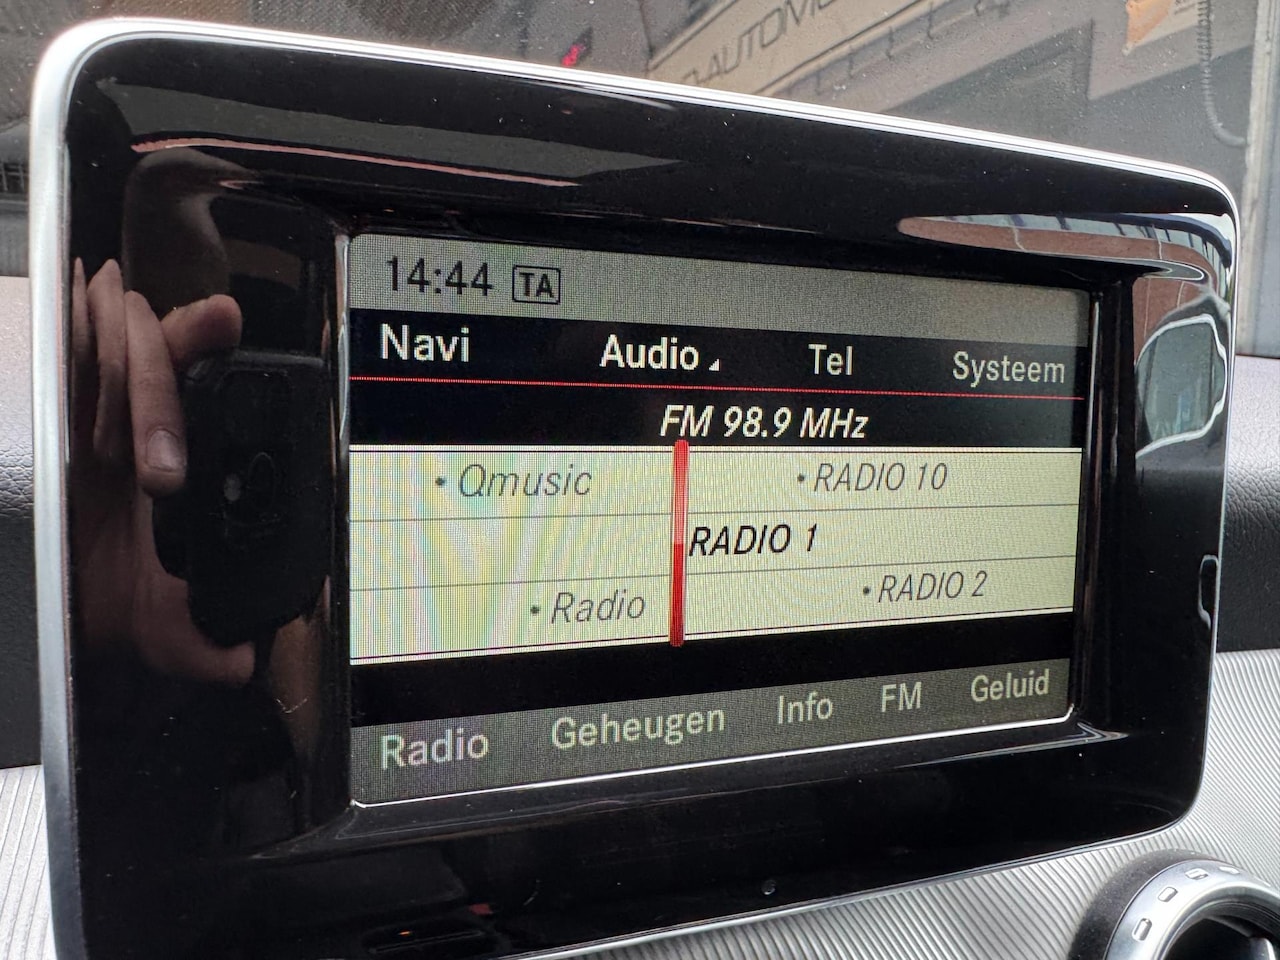 D-AUTOMO
14:44 TA
Navi Audio Tel Systeem
FM 98.9 MHz
• Qmusic • RADIO 10
RADIO 1
• Radio • RADIO 2
Radio Geheugen Info FM Geluid